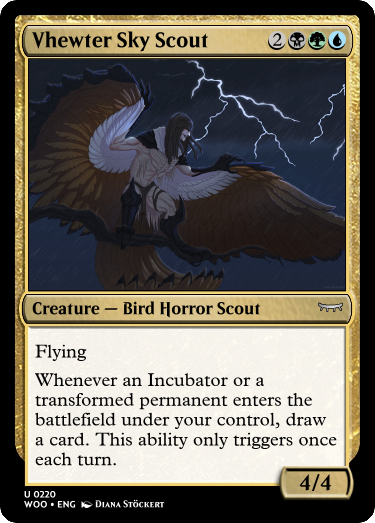 Vhewter Sky Scout 2
Creature — Bird Horror Scout
Flying
Whenever an Incubator or a
transformed permanent enters the
battlefield under your control, draw
a card. This ability only triggers once
each turn.
4/4
U 0220
WOO • ENG Diana Stöckert